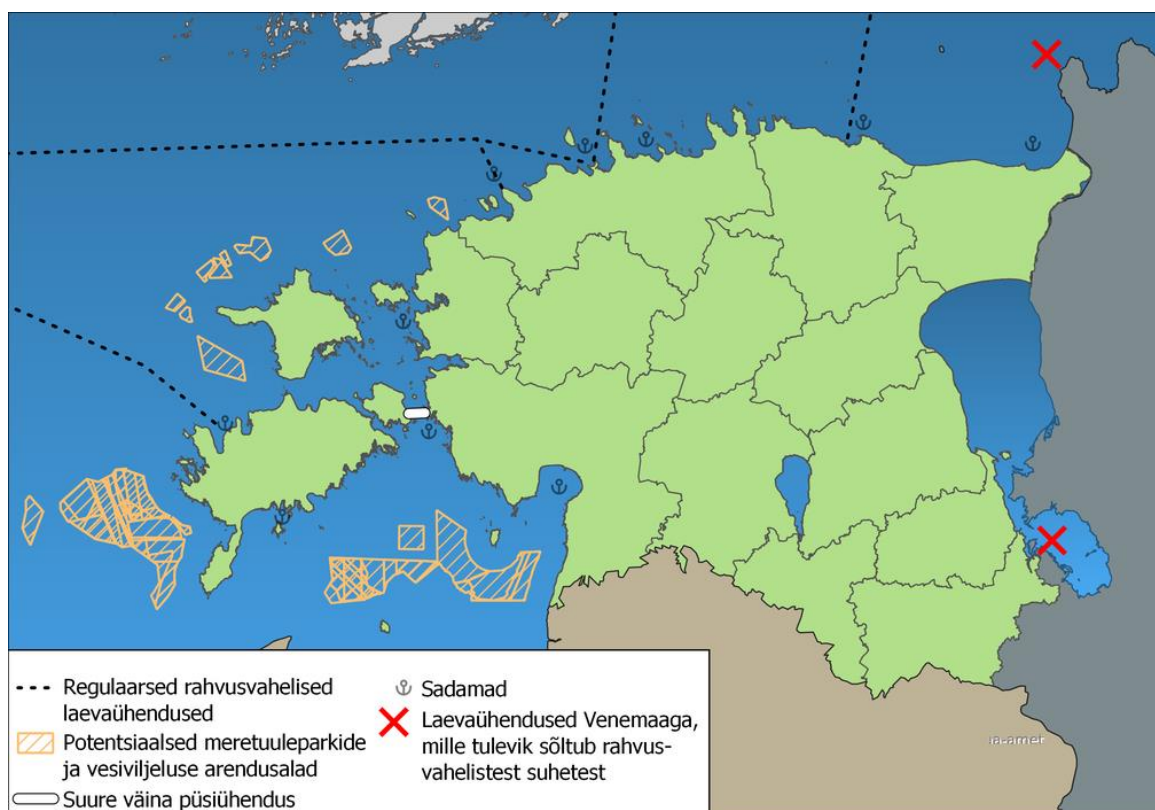 Regulaarsed rahvusvahelised
laevaühendused
Potentsiaalsed meretuuleparkide
ja vesiviljeluse arendusalad
Suure väina püsiühendus
Sadamad
Laevaühendused Venemaaga,
mille tulevik sõltub rahvus-
vahelistest suhetest